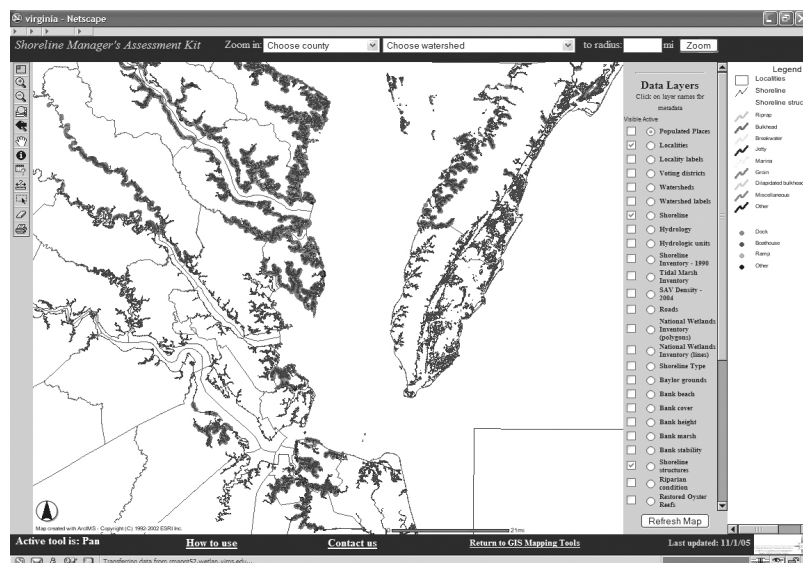 virginia - Netscape
Shoreline Manager's Assessment Kit
Zoom in: Choose county Choose watershed to radius: mi Zoom
Data Layers
Click on layer names for
metadata
Visible Active
Populated Places
Localities
Locality labels
Voting districts
Watersheds
Watershed labels
Shoreline
Hydrology
Hydrologic units
Shoreline
Inventory - 1990
Tidal Marsh
Inventory
SAV Density -
2004
Roads
National Wetlands
Inventory
(polygons)
National Wetlands
Inventory (lines)
Shoreline Type
Baylor grounds
Bank beach
Bank cover
Bank height
Bank marsh
Bank stability
Shoreline
structures
Riparian
condition
Restored Oyster
Reefs
Refresh Map
Legend
Localities
Shoreline
Shoreline struc
Riprap
Bulkhead
Breakwater
Jetty
Marina
Groin
Dilapidated bulkhead
Miscellaneous
Other
Dock
Boathouse
Ramp
Other
Map created with ArcIMS - Copyright (C) 1992-2002 ESRI Inc.
0 21mi
Active tool is: Pan
How to use
Contact us
Return to GIS Mapping Tools
Last updated: 11/1/05